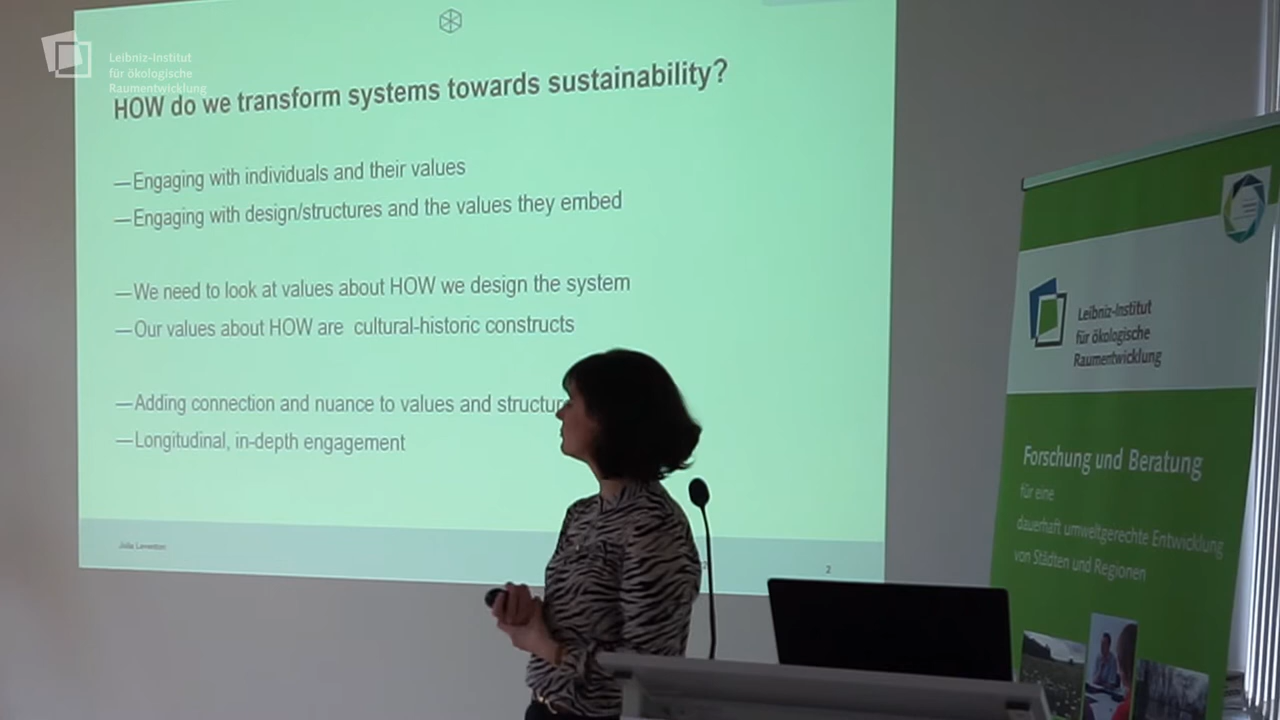 Leibniz-Institut
für ökologische
Raumentwicklung
HOW do we transform systems towards sustainability?
—Engaging with individuals and their values
—Engaging with design/structures and the values they embed
—We need to look at values about HOW we design the system
—Our values about HOW are cultural-historic constructs
—Adding connection and nuance to values and structur
—Longitudinal, in-depth engagement
2
Leibniz-Institut
für ökologische
Raumentwicklung
Forschung und Beratung
für eine
dauerhaft umweltgerechte Entwicklung
von Städten und Regionen